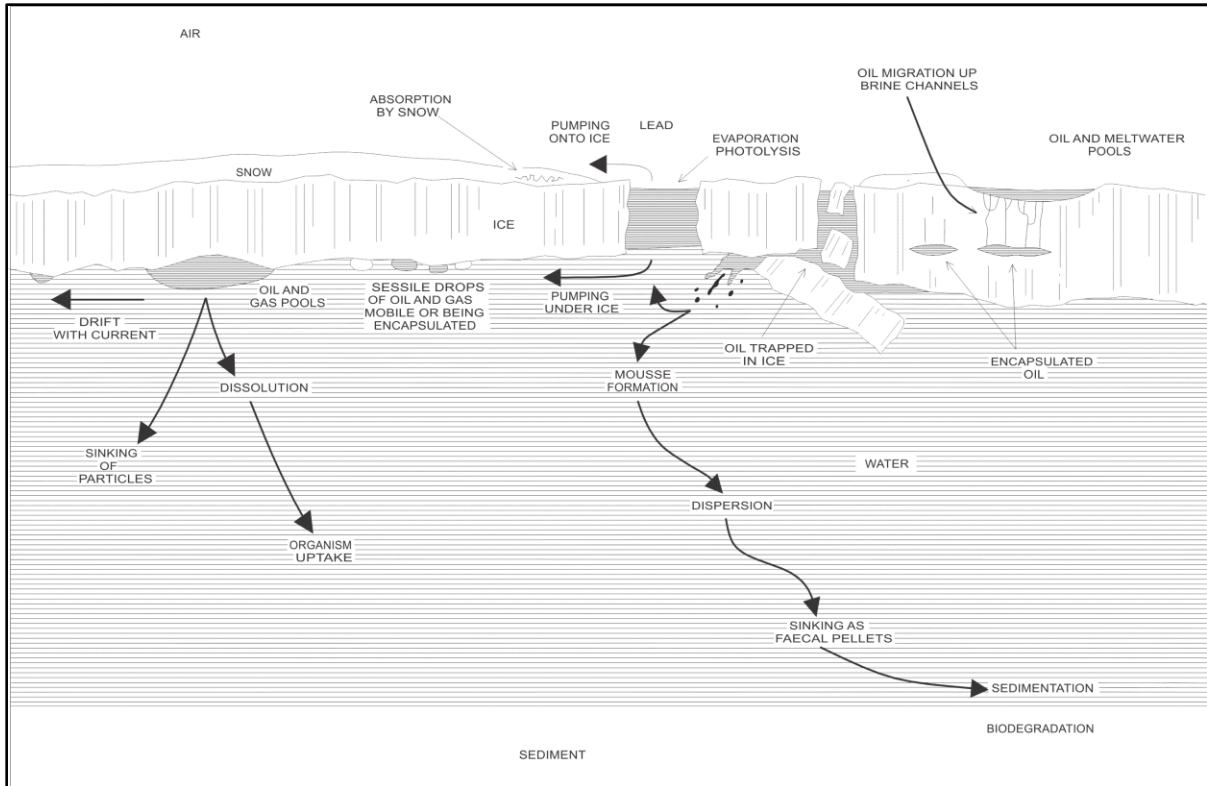 AIR
OIL MIGRATION UP
BRINE CHANNELS
ABSORPTION
BY SNOW
PUMPING
ONTO ICE
LEAD
EVAPORATION
PHOTOLYSIS
OIL AND MELTWATER
POOLS
SNOW
ICE
OIL AND
GAS POOLS
SESSILE DROPS
OF OIL AND GAS
MOBILE OR BEING
ENCAPSULATED
PUMPING
UNDER ICE
DRIFT
WITH CURRENT
OIL TRAPPED
IN ICE
ENCAPSULATED
OIL
DISSOLUTION
MOUSSE
FORMATION
SINKING
OF
PARTICLES
WATER
DISPERSION
ORGANISM
UPTAKE
SINKING AS
FAECAL PELLETS
SEDIMENTATION
BIODEGRADATION
SEDIMENT